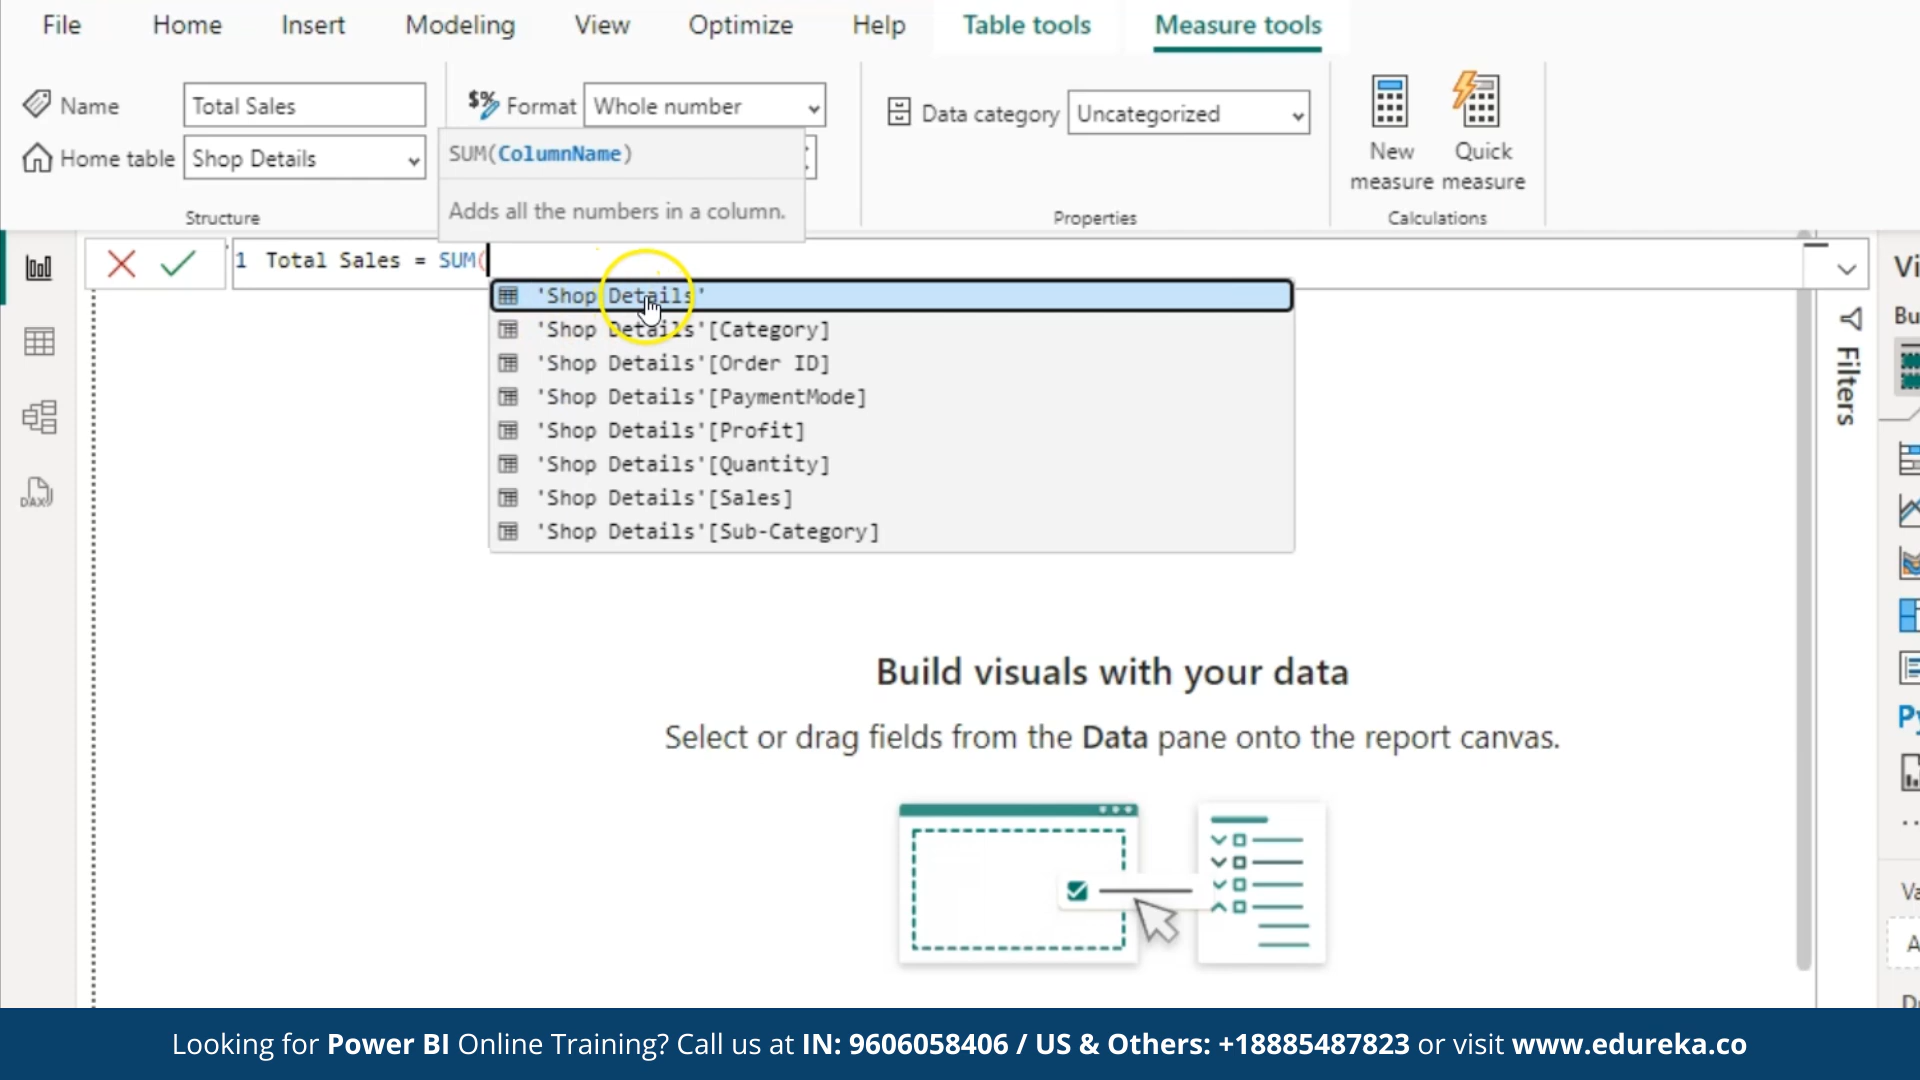 File Home Insert Modeling View Optimize Help Table tools Measure tools
Name Total Sales
Home table Shop Details
Structure
$% Format Whole number
SUM(ColumnName)
Adds all the numbers in a column.
Data category Uncategorized
Properties
New measure
Quick measure
Calculations
1 Total Sales = SUM(
'Shop Details'
'Shop Details'[Category]
'Shop Details'[Order ID]
'Shop Details'[PaymentMode]
'Shop Details'[Profit]
'Shop Details'[Quantity]
'Shop Details'[Sales]
'Shop Details'[Sub-Category]
DAX
Filters
Build visuals with your data
Select or drag fields from the Data pane onto the report canvas.
Looking for Power BI Online Training? Call us at IN: 9606058406 / US & Others: +18885487823 or visit www.edureka.co